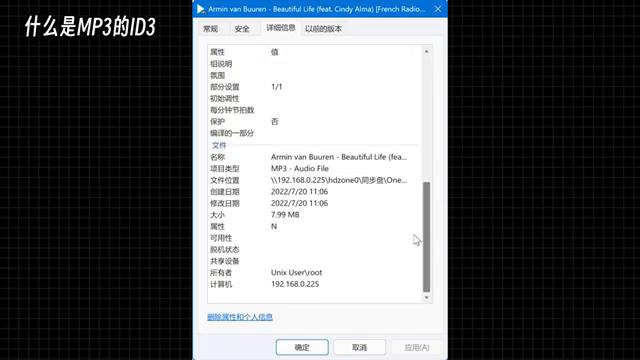 什么是MP3的ID3
Armin van Buuren - Beautiful Life (feat. Cindy Alma) [French Radio...
常规 安全 详细信息 以前的版本
属性 值
组说明
氛围
部分设置 1/1
初始调性
每分钟节拍数
保护 否
编译的一部分
文件
名称 Armin van Buuren - Beautiful Life (fea...
项目类型 MP3 - Audio File
文件位置 \\192.168.0.225\hdzone0\同步盘\One...
创建日期 2022/7/20 11:06
修改日期 2022/7/20 11:06
大小 7.99 MB
属性 N
可用性
脱机状态
共享设备
所有者 Unix User\root
计算机 192.168.0.225
删除属性和个人信息
确定 取消 应用(A)